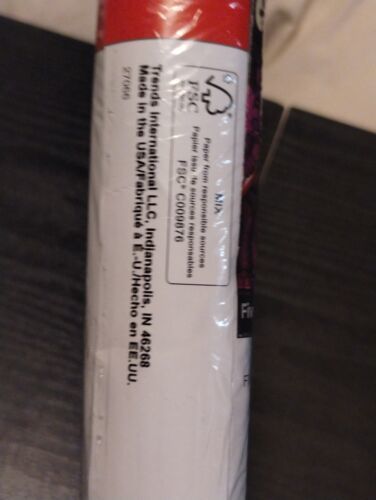 FSC
MIX
Paper from responsible sources
Papier issu de sources responsables
FSC® C009876
Trends International LLC, Indianapolis, IN 46268
Made in the USA/Fabriqué à É.-U./Hecho en EE.UU.
27066